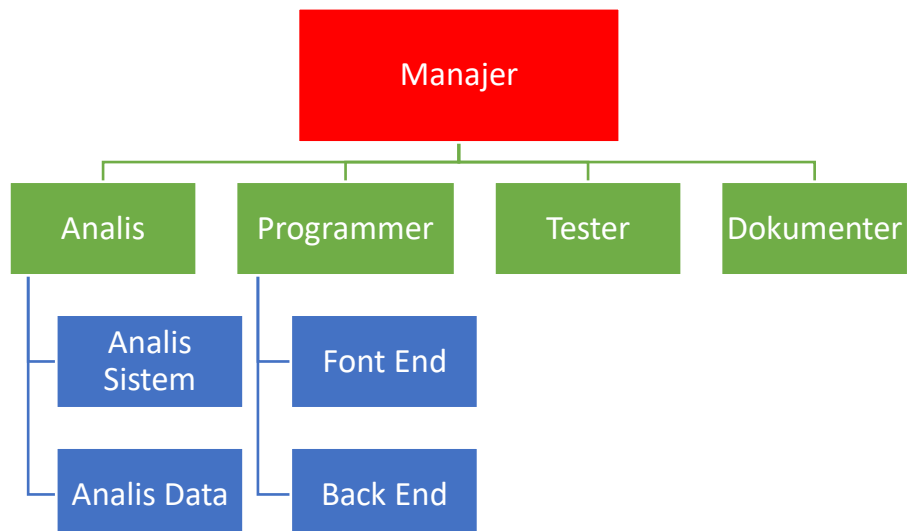 Manajer
Analis
Programmer
Tester
Dokumenter
Analis
Sistem
Font End
Analis Data
Back End